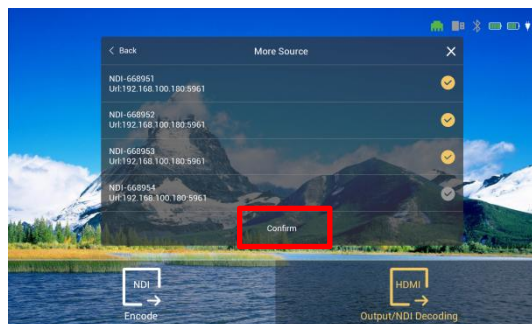 Back
More Source
NDI-668951
Url:192.168.100.180:5961
NDI-668952
Url:192.168.100.180:5961
NDI-668953
Url:192.168.100.180:5961
NDI-668954
Url:192.168.100.180:5961
Confirm
NDI
Encode
HDMI
Output/NDI Decoding